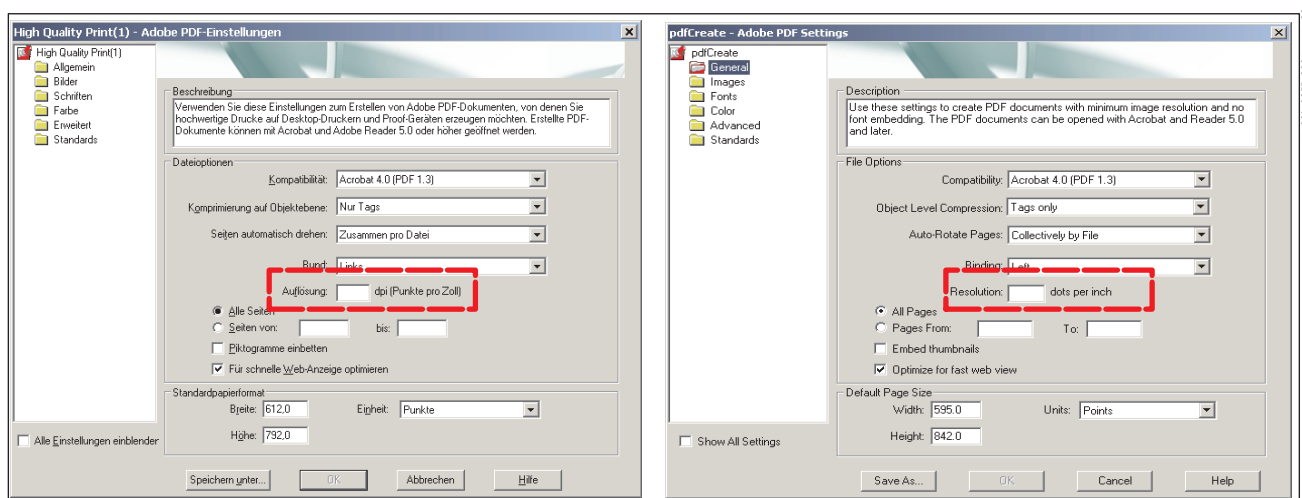 High Quality Print(1) - Adobe PDF-Einstellungen
High Quality Print(1)
Allgemein
Bilder
Schriften
Farbe
Erweitert
Standards
Beschreibung
Verwenden Sie diese Einstellungen zum Erstellen von Adobe PDF-Dokumenten, von denen Sie
hochwertige Drucke auf Desktop-Druckern und Proof-Geräten erzeugen möchten. Erstellte PDF-
Dokumente können mit Acrobat und Adobe Reader 5.0 oder höher geöffnet werden.
Dateioptionen
Kompatibilität: Acrobat 4.0 (PDF 1.3)
Komprimierung auf Objektebene: Nur Tags
Seiten automatisch drehen: Zusammen pro Datei
Bund: Links
Auflösung: dpi (Punkte pro Zoll)
Alle Seiten
Seiten von: bis:
Piktogramme einbetten
Für schnelle Web-Anzeige optimieren
Standardpapierformat
Breite: 612,0 Einheit: Punkte
Höhe: 792,0
Alle Einstellungen einblender
Speichern unter... OK Abbrechen Hilfe
pdfCreate - Adobe PDF Settings
pdfCreate
General
Images
Fonts
Color
Advanced
Standards
Description
Use these settings to create PDF documents with minimum image resolution and no
font embedding. The PDF documents can be opened with Acrobat and Reader 5.0
and later.
File Options
Compatibility: Acrobat 4.0 (PDF 1.3)
Object Level Compression: Tags only
Auto-Rotate Pages: Collectively by File
Binding: Left
Resolution: dots per inch
All Pages
Pages From: To:
Embed thumbnails
Optimize for fast web view
Default Page Size
Width: 595.0 Units: Points
Height: 842.0
Show All Settings
Save As... OK Cancel Help